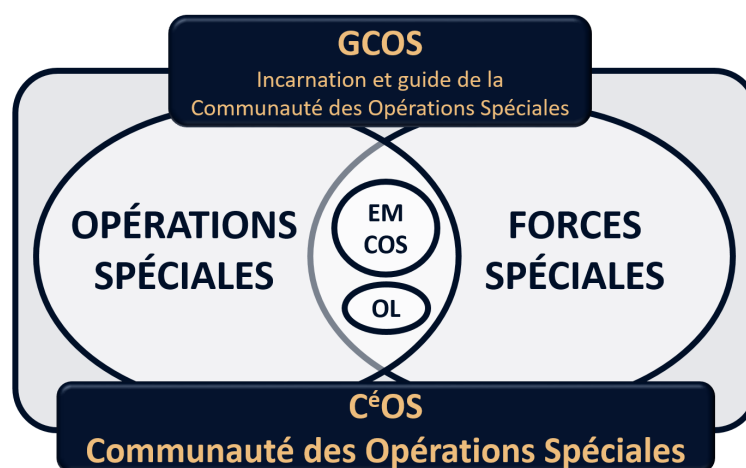 GCOS
Incarnation et guide de la
Communauté des Opérations Spéciales
OPÉRATIONS
SPÉCIALES
EM
COS
OL
FORCES
SPÉCIALES
CéOS
Communauté des Opérations Spéciales